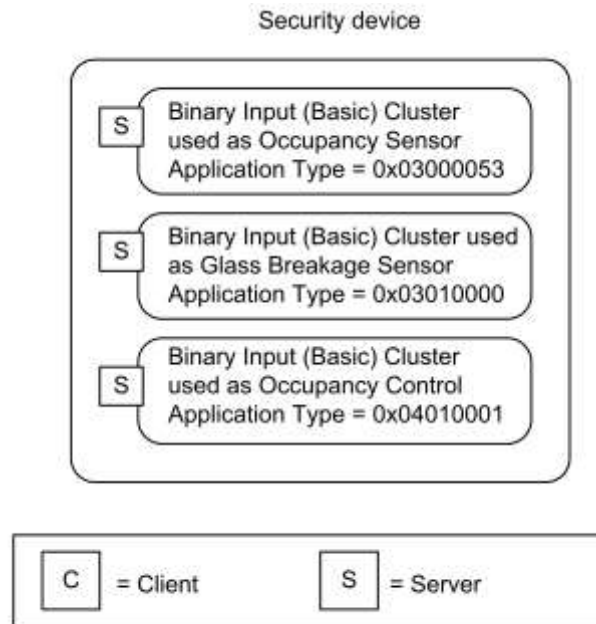 Security device
S
Binary Input (Basic) Cluster
used as Occupancy Sensor
Application Type = 0x03000053
S
Binary Input (Basic) Cluster used
as Glass Breakage Sensor
Application Type = 0x03010000
S
Binary Input (Basic) Cluster
used as Occupancy Control
Application Type = 0x04010001
C = Client
S = Server